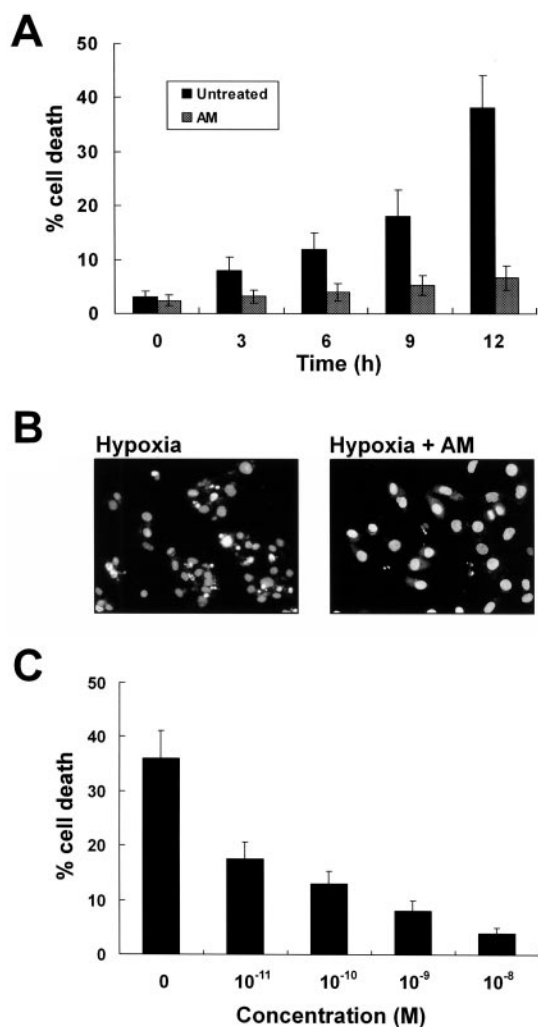 A
50
40
30
20
10
0
% cell death
Untreated
AM
0 3 6 9 12
Time (h)
B
Hypoxia
Hypoxia + AM
C
50
40
30
20
10
0
% cell death
0 10⁻¹¹ 10⁻¹⁰ 10⁻⁹ 10⁻⁸
Concentration (M)